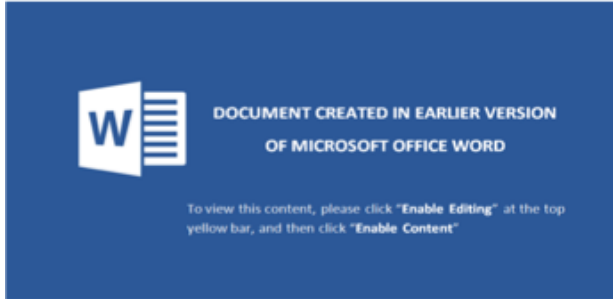 W
DOCUMENT CREATED IN EARLIER VERSION
OF MICROSOFT OFFICE WORD
To view this content, please click "Enable Editing" at the top
yellow bar, and then click "Enable Content"